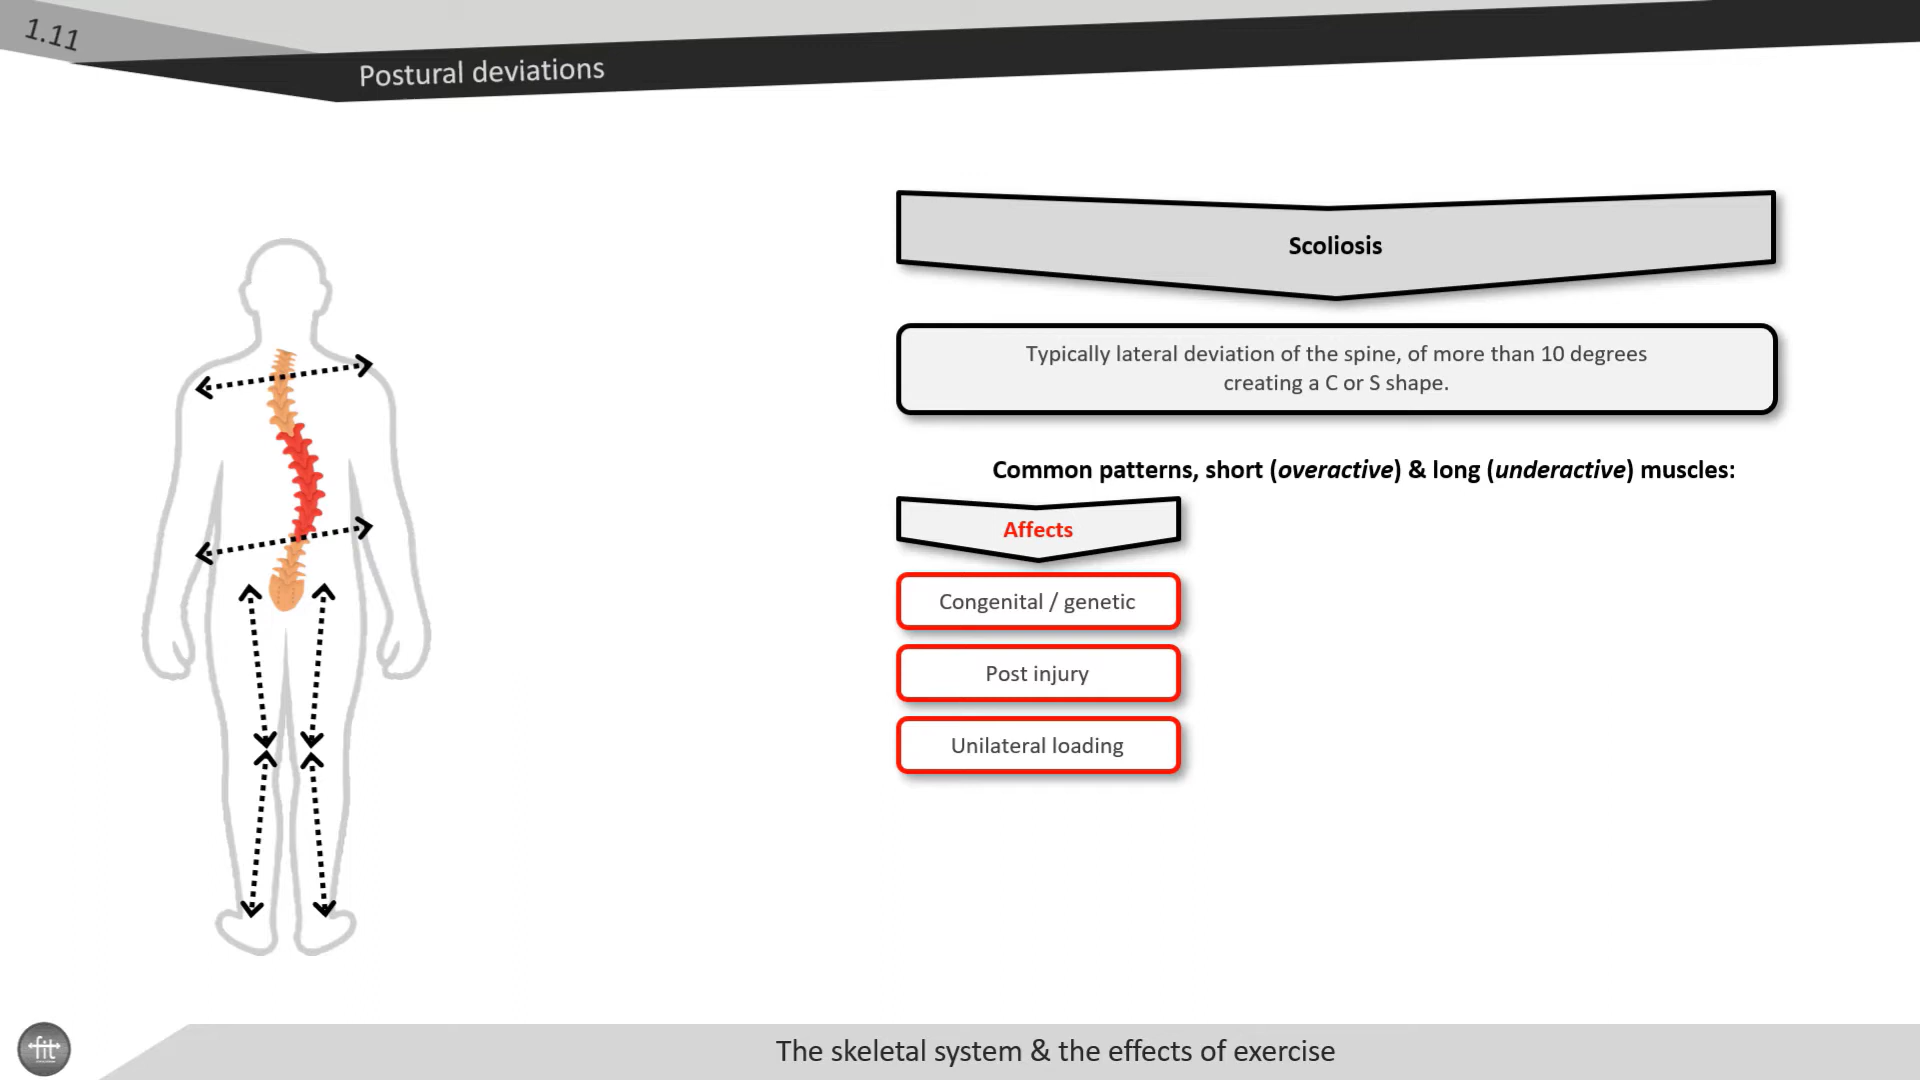 1.11
Postural deviations
Scoliosis
Typically lateral deviation of the spine, of more than 10 degrees
creating a C or S shape.
Common patterns, short (overactive) & long (underactive) muscles:
Affects
Congenital / genetic
Post injury
Unilateral loading
fit
The skeletal system & the effects of exercise